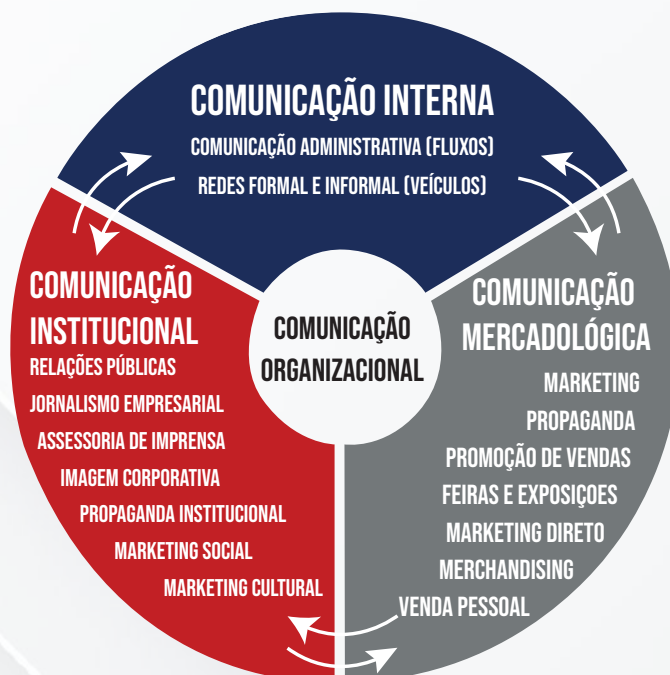 COMUNICAÇÃO INTERNA
COMUNICAÇÃO ADMINISTRATIVA (FLUXOS)
REDES FORMAL E INFORMAL (VEÍCULOS)
COMUNICAÇÃO
INSTITUCIONAL
RELAÇÕES PÚBLICAS
JORNALISMO EMPRESARIAL
ASSESSORIA DE IMPRENSA
IMAGEM CORPORATIVA
PROPAGANDA INSTITUCIONAL
MARKETING SOCIAL
MARKETING CULTURAL
COMUNICAÇÃO
ORGANIZACIONAL
COMUNICAÇÃO
MERCADOLÓGICA
MARKETING
PROPAGANDA
PROMOÇÃO DE VENDAS
FEIRAS E EXPOSIÇOES
MARKETING DIRETO
MERCHANDISING
VENDA PESSOAL